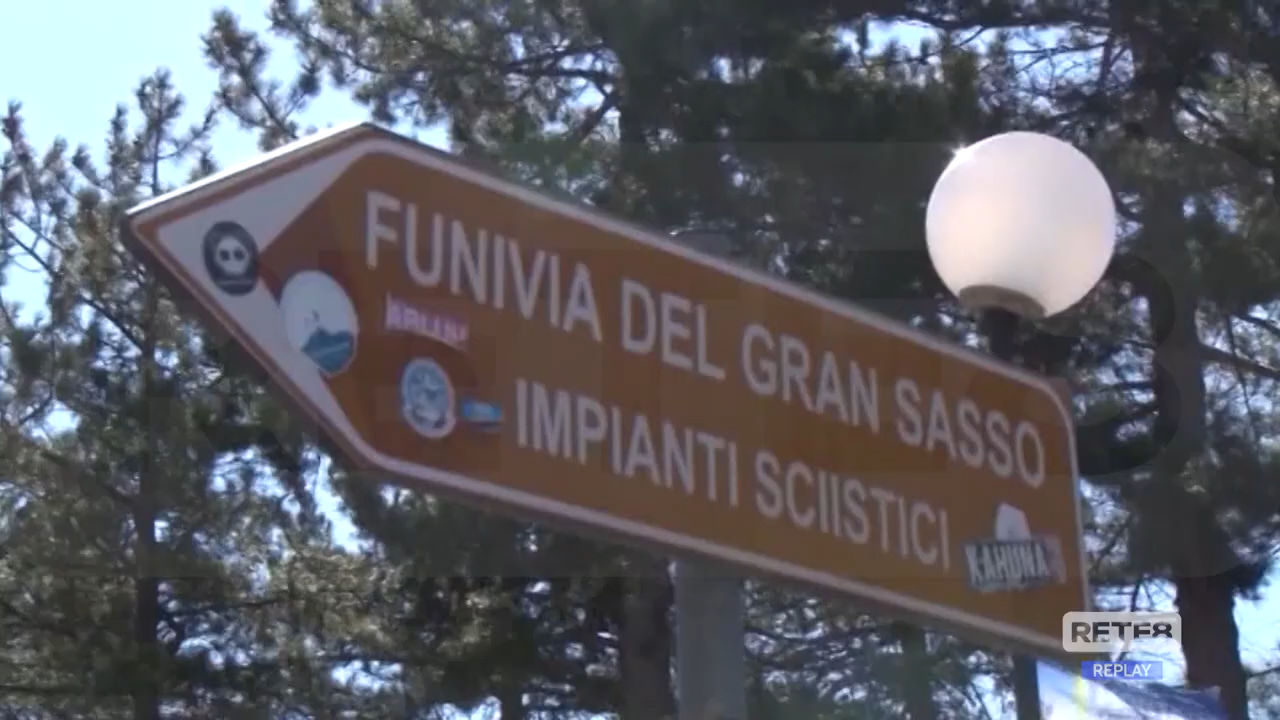 FUNIVIA DEL GRAN SASSO
IMPIANTI SCIISTICI
KAHUNA
RETE8
REPLAY